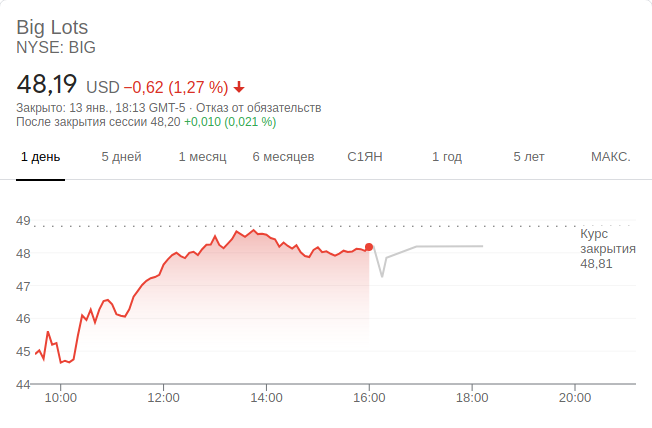 Big Lots
NYSE: BIG
48,19 USD −0,62 (1,27 %)
Закрыто: 13 янв., 18:13 GMT-5 · Отказ от обязательств
После закрытия сессии 48,20 +0,010 (0,021 %)
1 день 5 дней 1 месяц 6 месяцев С1ЯН 1 год 5 лет МАКС.
49
48
47
46
45
44
Курс
закрытия
48,81
10:00 12:00 14:00 16:00 18:00 20:00